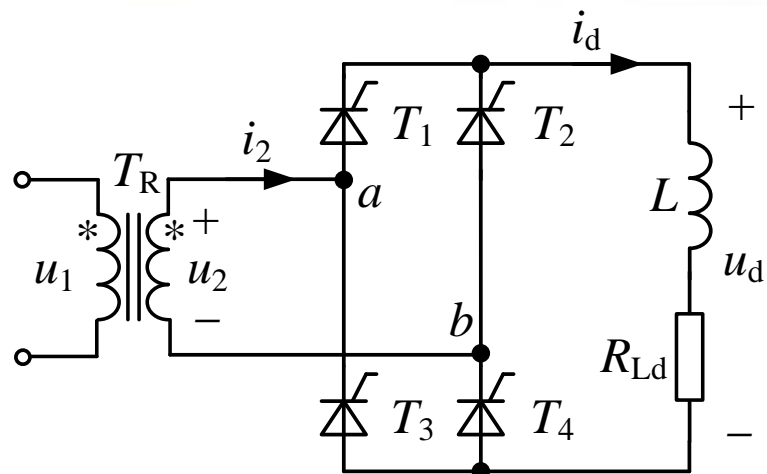 i_d
+
T_1
T_2
i_2
T_R
a
L
* * +
u_1 u_2
u_d
−
b
R_Ld
T_3
T_4
−